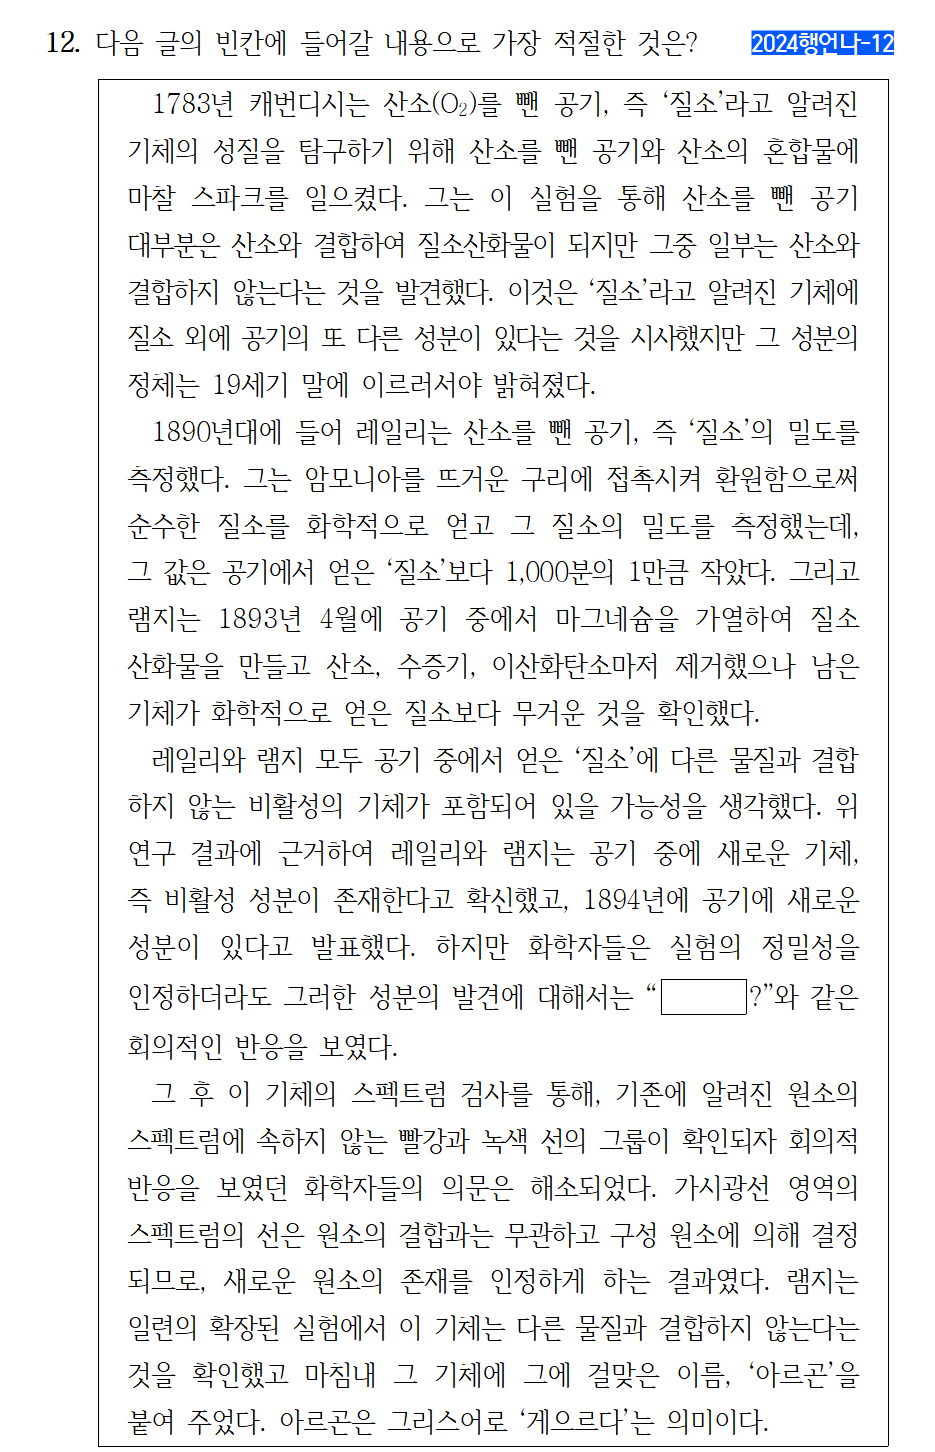 12. 다음 글의 빈칸에 들어갈 내용으로 가장 적절한 것은? 2024행언나-12
1783년 캐번디시는 산소(O₂)를 뺀 공기, 즉 ‘질소’라고 알려진
기체의 성질을 탐구하기 위해 산소를 뺀 공기와 산소의 혼합물에
마찰 스파크를 일으켰다. 그는 이 실험을 통해 산소를 뺀 공기
대부분은 산소와 결합하여 질소산화물이 되지만 그중 일부는 산소와
결합하지 않는다는 것을 발견했다. 이것은 ‘질소’라고 알려진 기체에
질소 외에 공기의 또 다른 성분이 있다는 것을 시사했지만 그 성분의
정체는 19세기 말에 이르러서야 밝혀졌다.
1890년대에 들어 레일리는 산소를 뺀 공기, 즉 ‘질소’의 밀도를
측정했다. 그는 암모니아를 뜨거운 구리에 접촉시켜 환원함으로써
순수한 질소를 화학적으로 얻고 그 질소의 밀도를 측정했는데,
그 값은 공기에서 얻은 ‘질소’보다 1,000분의 1만큼 작았다. 그리고
램지는 1893년 4월에 공기 중에서 마그네슘을 가열하여 질소
산화물을 만들고 산소, 수증기, 이산화탄소마저 제거했으나 남은
기체가 화학적으로 얻은 질소보다 무거운 것을 확인했다.
레일리와 램지 모두 공기 중에서 얻은 ‘질소’에 다른 물질과 결합
하지 않는 비활성의 기체가 포함되어 있을 가능성을 생각했다. 위
연구 결과에 근거하여 레일리와 램지는 공기 중에 새로운 기체,
즉 비활성 성분이 존재한다고 확신했고, 1894년에 공기에 새로운
성분이 있다고 발표했다. 하지만 화학자들은 실험의 정밀성을
인정하더라도 그러한 성분의 발견에 대해서는 “ ?”와 같은
회의적인 반응을 보였다.
그 후 이 기체의 스펙트럼 검사를 통해, 기존에 알려진 원소의
스펙트럼에 속하지 않는 빨강과 녹색 선의 그룹이 확인되자 회의적
반응을 보였던 화학자들의 의문은 해소되었다. 가시광선 영역의
스펙트럼의 선은 원소의 결합과는 무관하고 구성 원소에 의해 결정
되므로, 새로운 원소의 존재를 인정하게 하는 결과였다. 램지는
일련의 확장된 실험에서 이 기체는 다른 물질과 결합하지 않는다는
것을 확인했고 마침내 그 기체에 그에 걸맞은 이름, ‘아르곤’을
붙여 주었다. 아르곤은 그리스어로 ‘게으르다’는 의미이다.